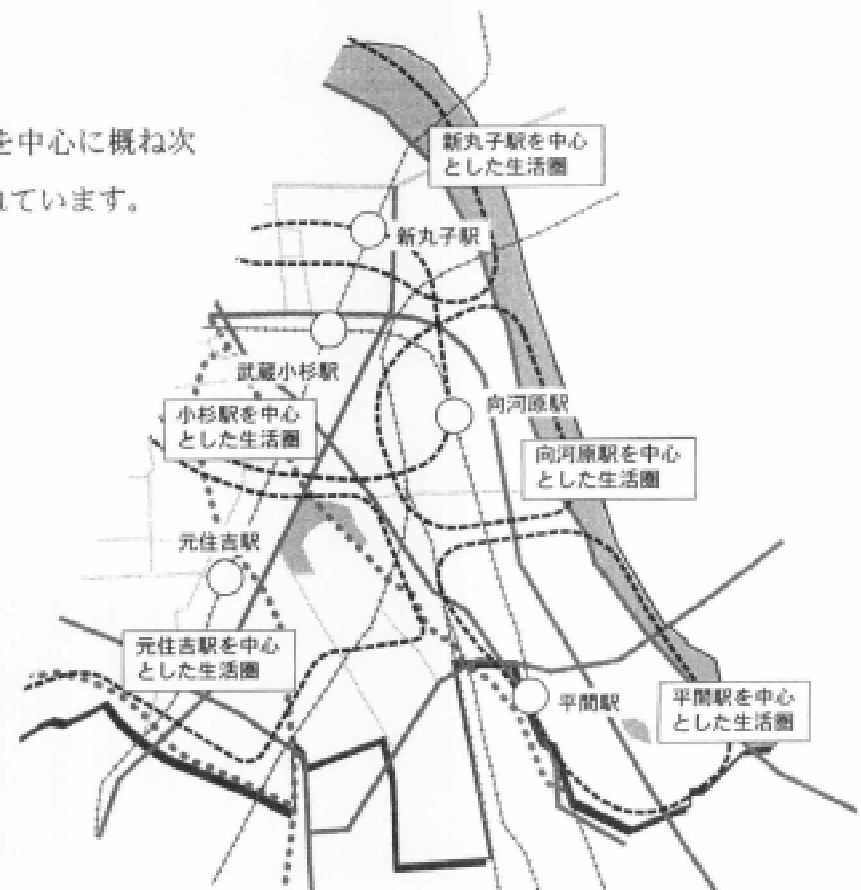 を中心に概ね次
れています。
新丸子駅を中心
とした生活圏
新丸子駅
武蔵小杉駅
小杉駅を中心
とした生活圏
向河原駅
向河原駅を中心
とした生活圏
元住吉駅
元住吉駅を中心
とした生活圏
平間駅
平間駅を中心
とした生活圏